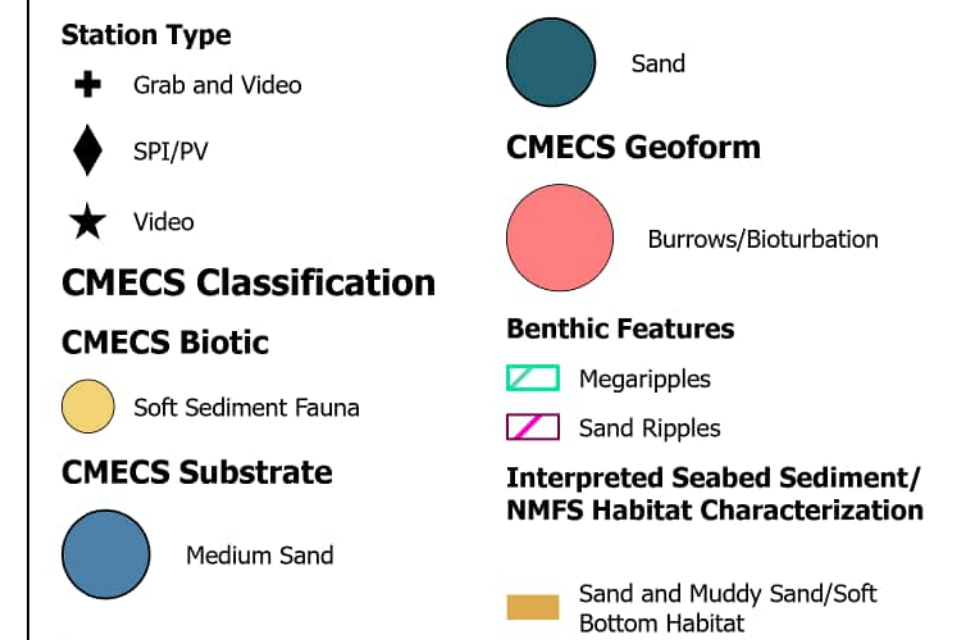 Station Type
Grab and Video
SPI/PV
Video
CMECS Classification
CMECS Biotic
Soft Sediment Fauna
CMECS Substrate
Medium Sand
Sand
CMECS Geoform
Burrows/Bioturbation
Benthic Features
Megaripples
Sand Ripples
Interpreted Seabed Sediment/
NMFS Habitat Characterization
Sand and Muddy Sand/Soft
Bottom Habitat